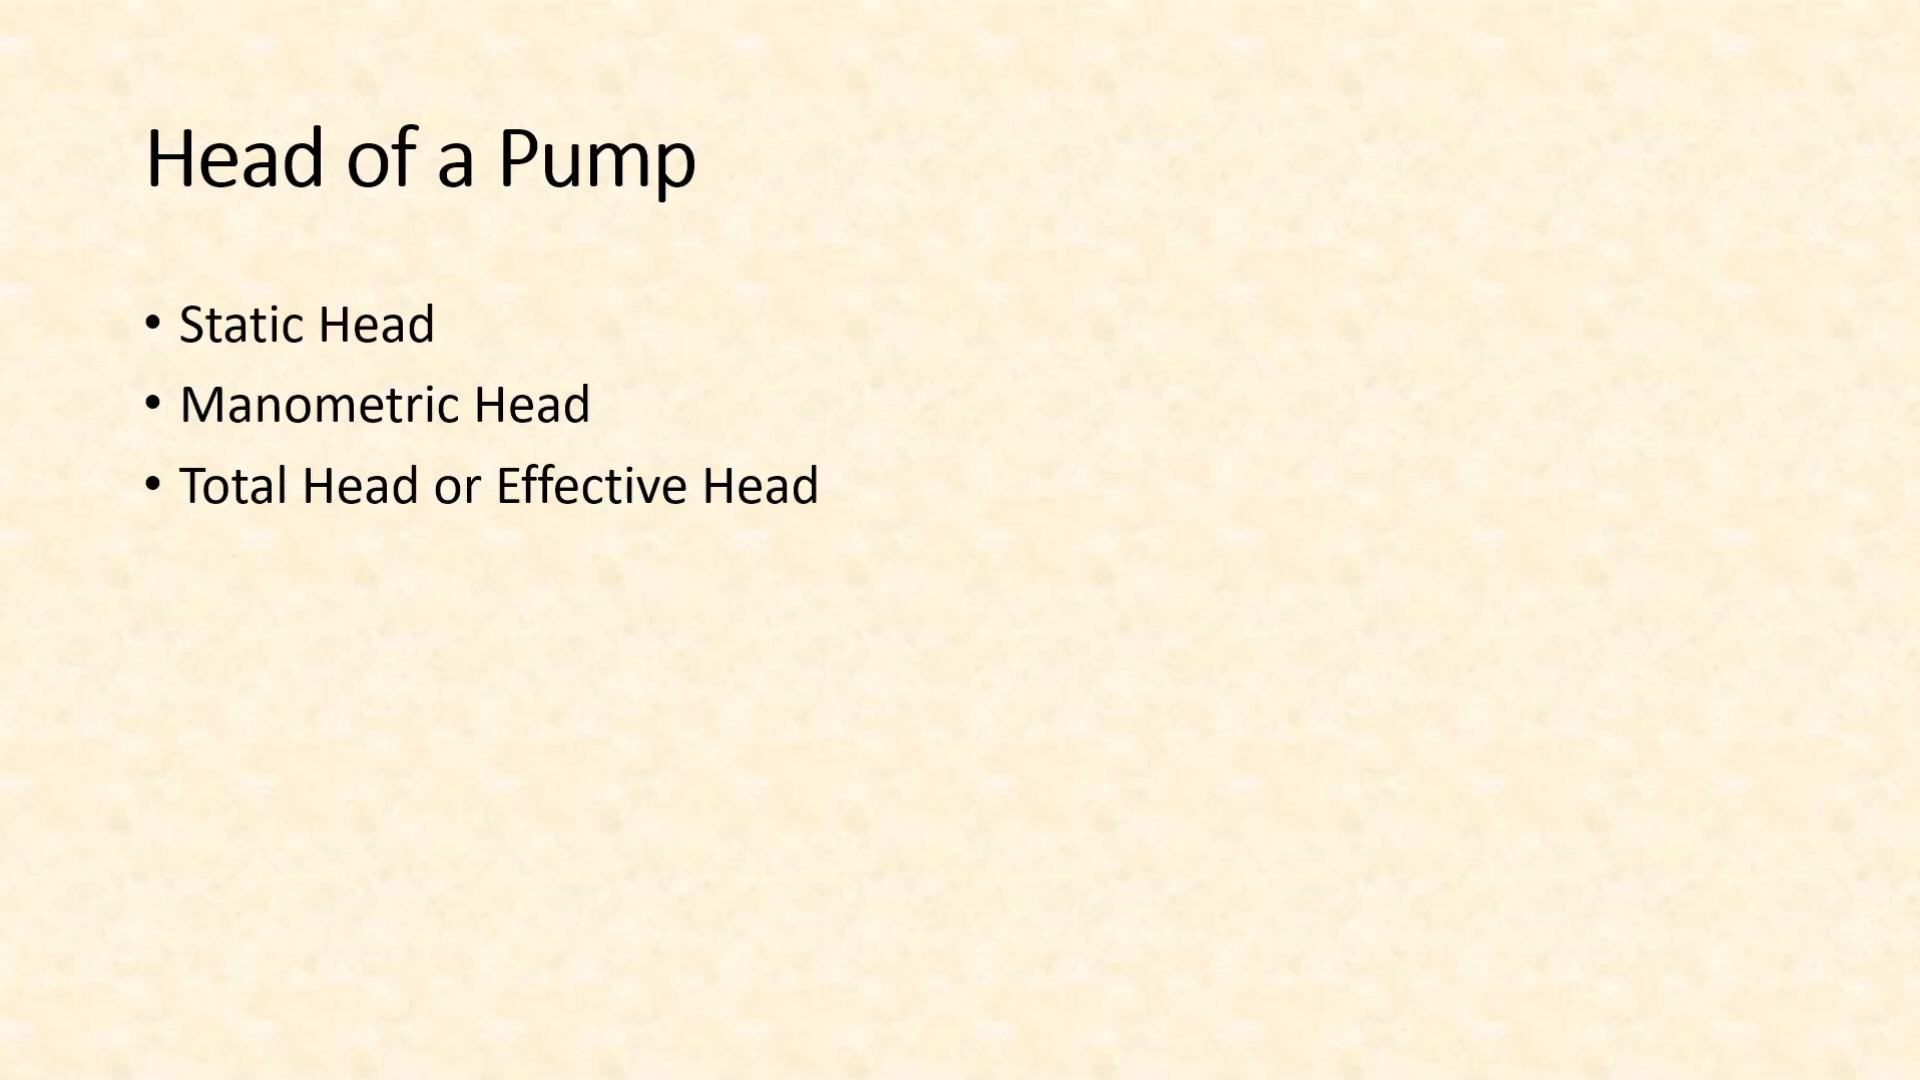 Head of a Pump
• Static Head
• Manometric Head
• Total Head or Effective Head